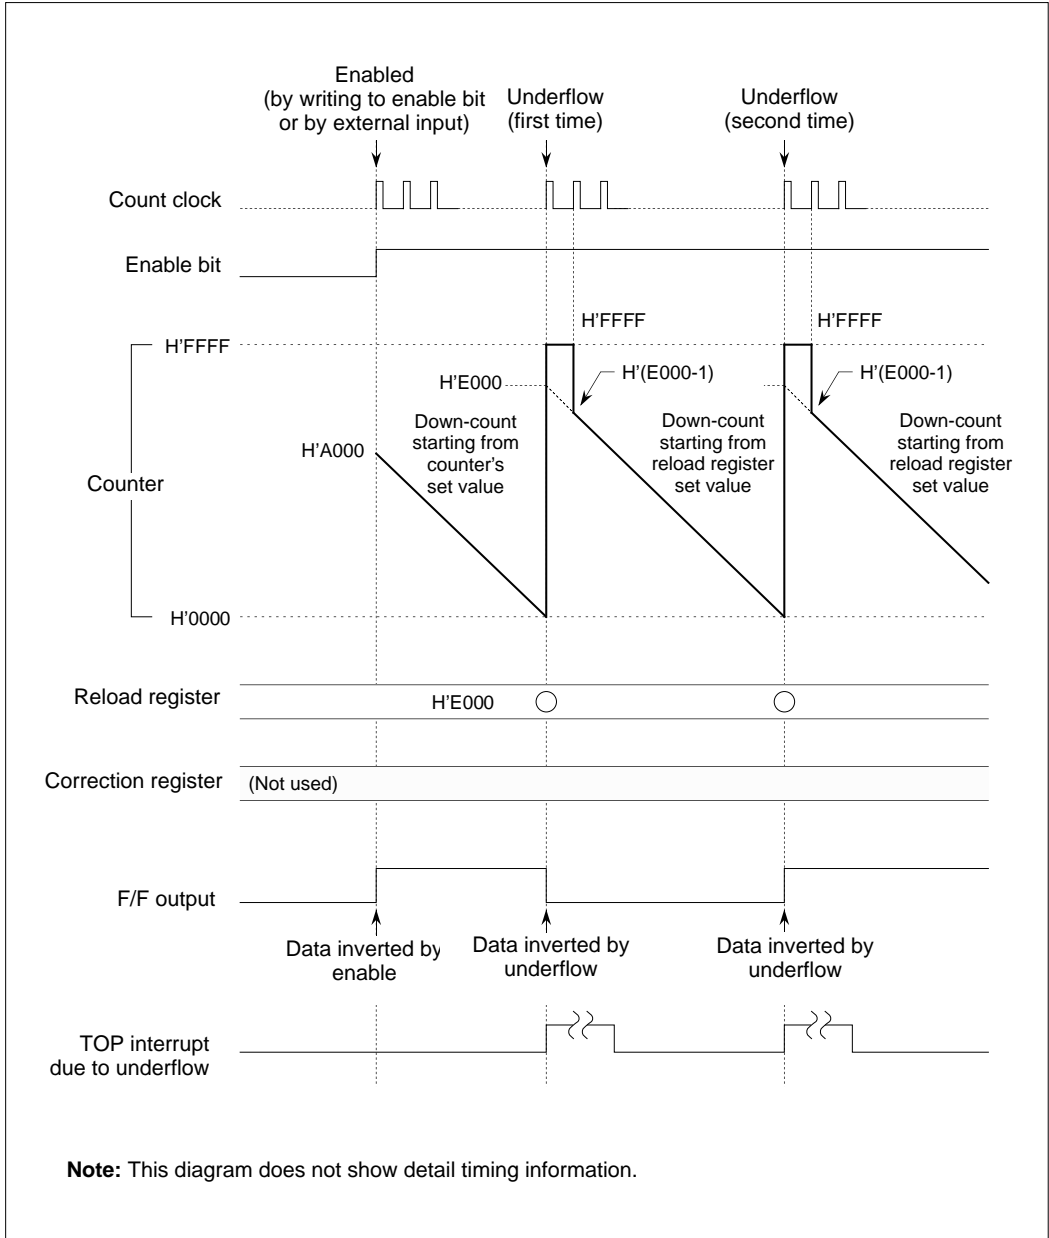 Enabled
(by writing to enable bit
or by external input)
Underflow
(first time)
Underflow
(second time)
Count clock
Enable bit
H'FFFF
H'FFFF
H'FFFF
H'E000
H'(E000-1)
H'(E000-1)
Down-count
starting from
counter's
set value
Down-count
starting from
reload register
set value
Down-count
starting from
reload register
set value
H'A000
Counter
H'0000
Reload register
H'E000
Correction register
(Not used)
F/F output
Data inverted by
enable
Data inverted by
underflow
Data inverted by
underflow
TOP interrupt
due to underflow
Note: This diagram does not show detail timing information.